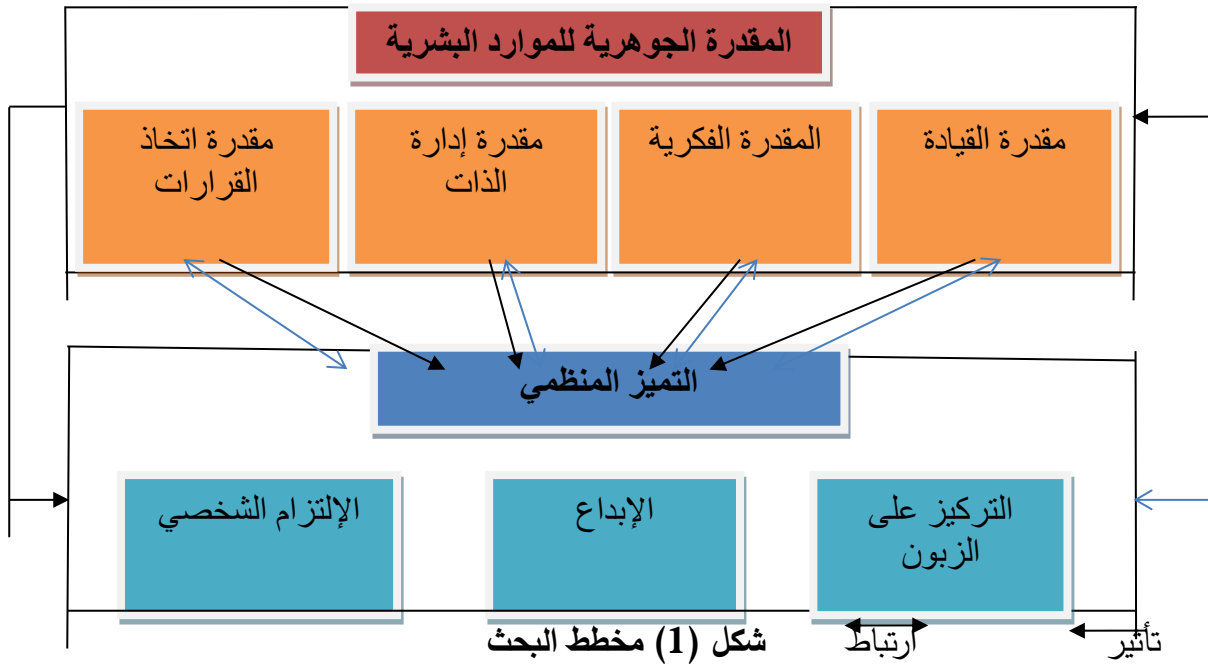 المقدرة الجوهرية للموارد البشرية
مقدرة القيادة
المقدرة الفكرية
مقدرة إدارة
الذات
مقدرة اتخاذ
القرارات
التميز المنظمي
التركيز على
الزبون
الإبداع
الإلتزام الشخصي
تأثير
ارتباط
شكل (1) مخطط البحث